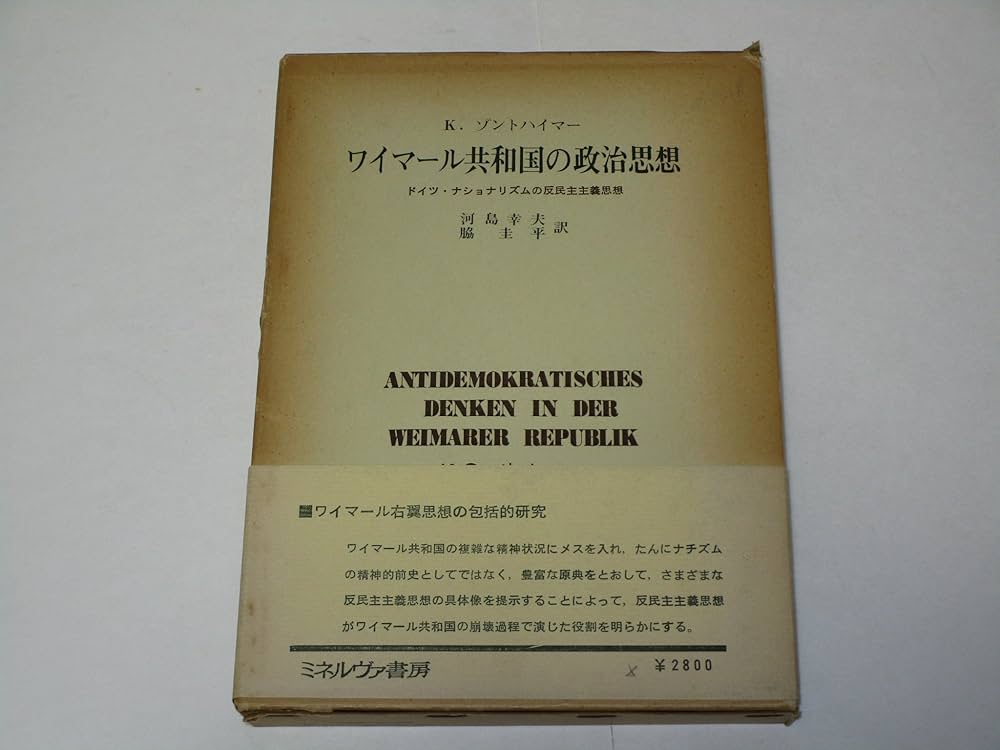 K. ゾントハイマー
ワイマール共和国の政治思想
ドイツ・ナショナリズムの反民主主義思想
河島幸夫
脇圭平 訳
ANTIDEMOKRATISCHES
DENKEN IN DER
WEIMARER REPUBLIK
ワイマール右翼思想の包括的研究
ワイマール共和国の複雑な精神状況にメスを入れ,たんにナチズム
の精神的前史としてではなく,豊富な原典をとおして,さまざまな
反民主主義思想の具体像を提示することによって,反民主主義思想
がワイマール共和国の崩壊過程で演じた役割を明らかにする。
ミネルヴァ書房
¥2800